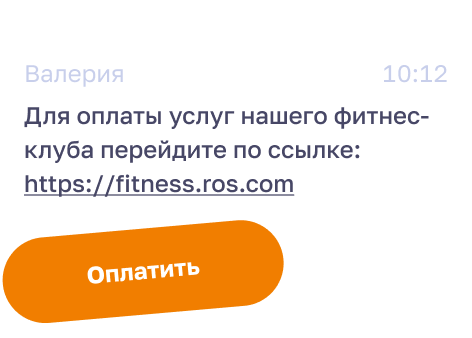 Валерия 10:12
Для оплаты услуг нашего фитнес-
клуба перейдите по ссылке:
https://fitness.ros.com
Оплатить